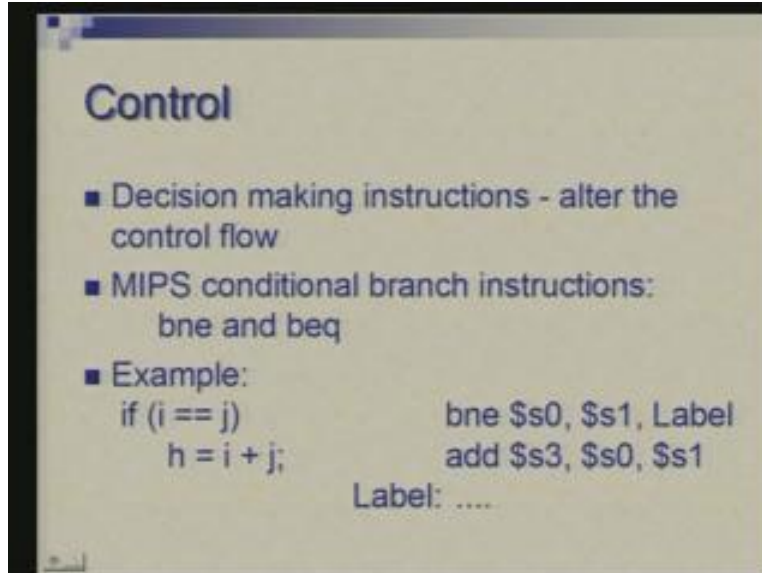 Control
Decision making instructions - alter the
control flow
MIPS conditional branch instructions:
bne and beq
Example:
if (i == j) bne $s0, $s1, Label
h = i + j; add $s3, $s0, $s1
Label: ....